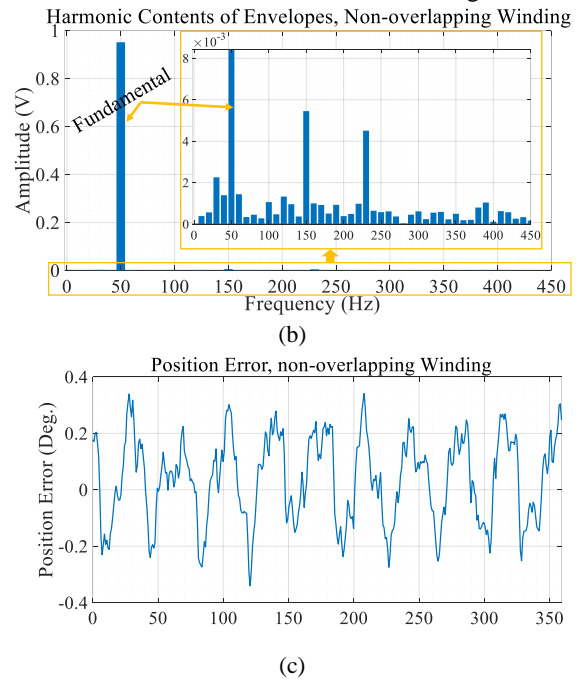 Harmonic Contents of Envelopes, Non-overlapping Winding
Amplitude (V)
1
0.8
0.6
0.4
0.2
0
Fundamental
×10⁻³
8
6
4
2
0
0 50 100 150 200 250 300 350 400 450
0 50 100 150 200 250 300 350 400 450
Frequency (Hz)
(b)
Position Error, non-overlapping Winding
Position Error (Deg.)
0.4
0.2
0
-0.2
-0.4
0 50 100 150 200 250 300 350
(c)